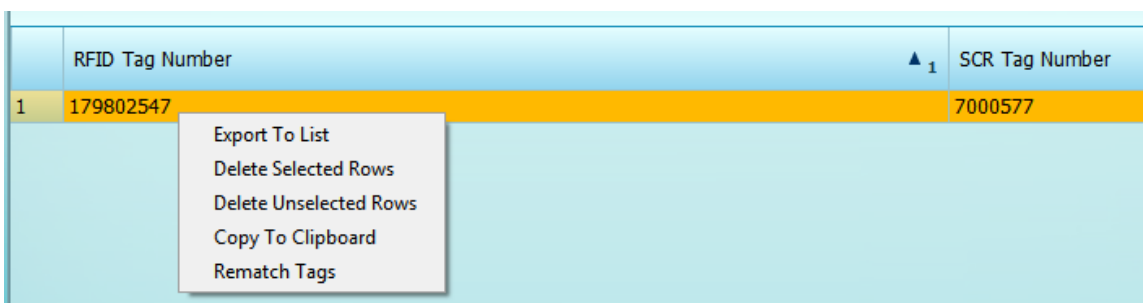 RFID Tag Number ▲ 1 SCR Tag Number
1 179802547 7000577
Export To List
Delete Selected Rows
Delete Unselected Rows
Copy To Clipboard
Rematch Tags